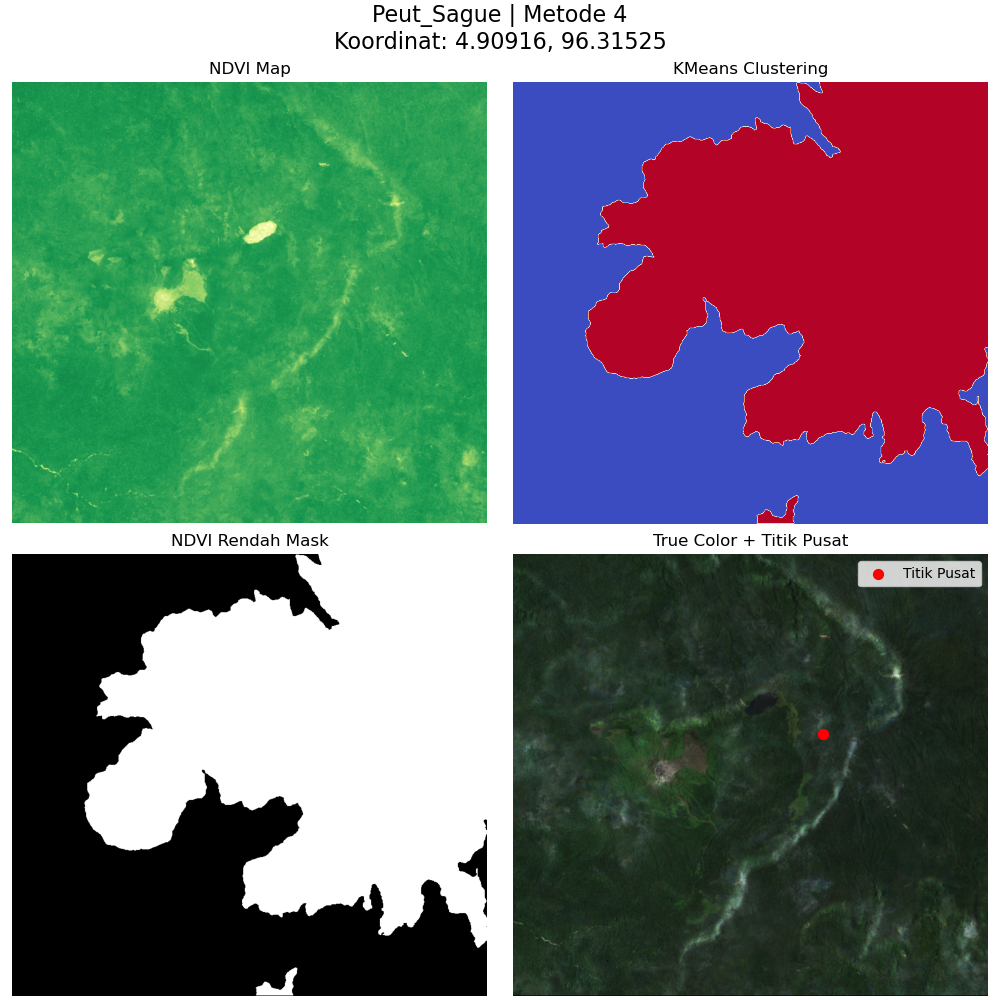 Peut_Sague | Metode 4
Koordinat: 4.90916, 96.31525
NDVI Map
KMeans Clustering
NDVI Rendah Mask
True Color + Titik Pusat
Titik Pusat